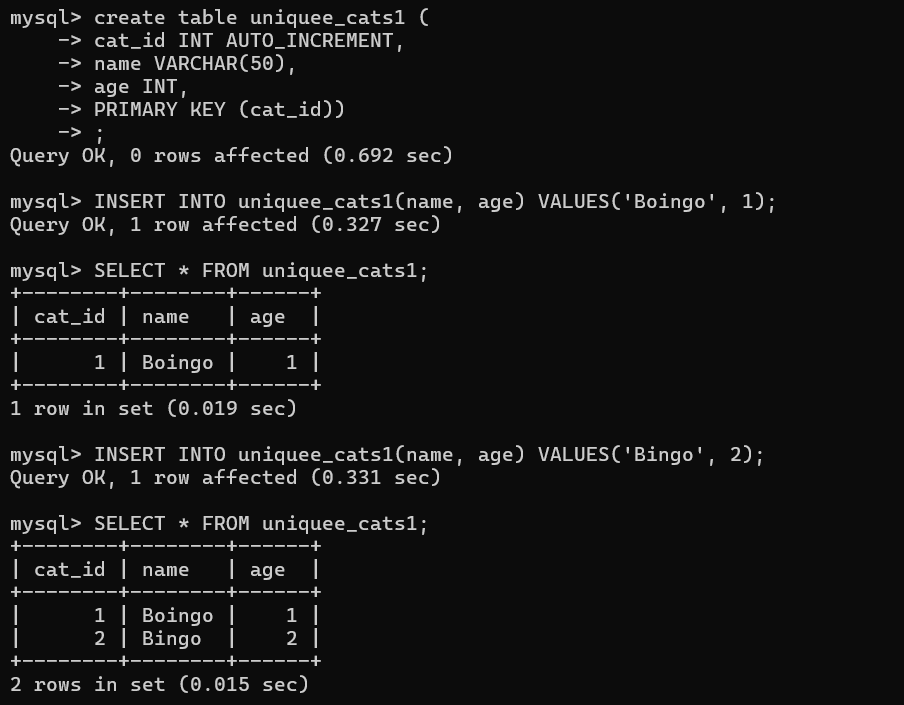 mysql> create table uniquee_cats1 (
    -> cat_id INT AUTO_INCREMENT,
    -> name VARCHAR(50),
    -> age INT,
    -> PRIMARY KEY (cat_id))
    -> ;
Query OK, 0 rows affected (0.692 sec)

mysql> INSERT INTO uniquee_cats1(name, age) VALUES('Boingo', 1);
Query OK, 1 row affected (0.327 sec)

mysql> SELECT * FROM uniquee_cats1;
+--------+--------+------+
| cat_id | name   | age  |
+--------+--------+------+
|      1 | Boingo |    1 |
+--------+--------+------+
1 row in set (0.019 sec)

mysql> INSERT INTO uniquee_cats1(name, age) VALUES('Bingo', 2);
Query OK, 1 row affected (0.331 sec)

mysql> SELECT * FROM uniquee_cats1;
+--------+--------+------+
| cat_id | name   | age  |
+--------+--------+------+
|      1 | Boingo |    1 |
|      2 | Bingo  |    2 |
+--------+--------+------+
2 rows in set (0.015 sec)